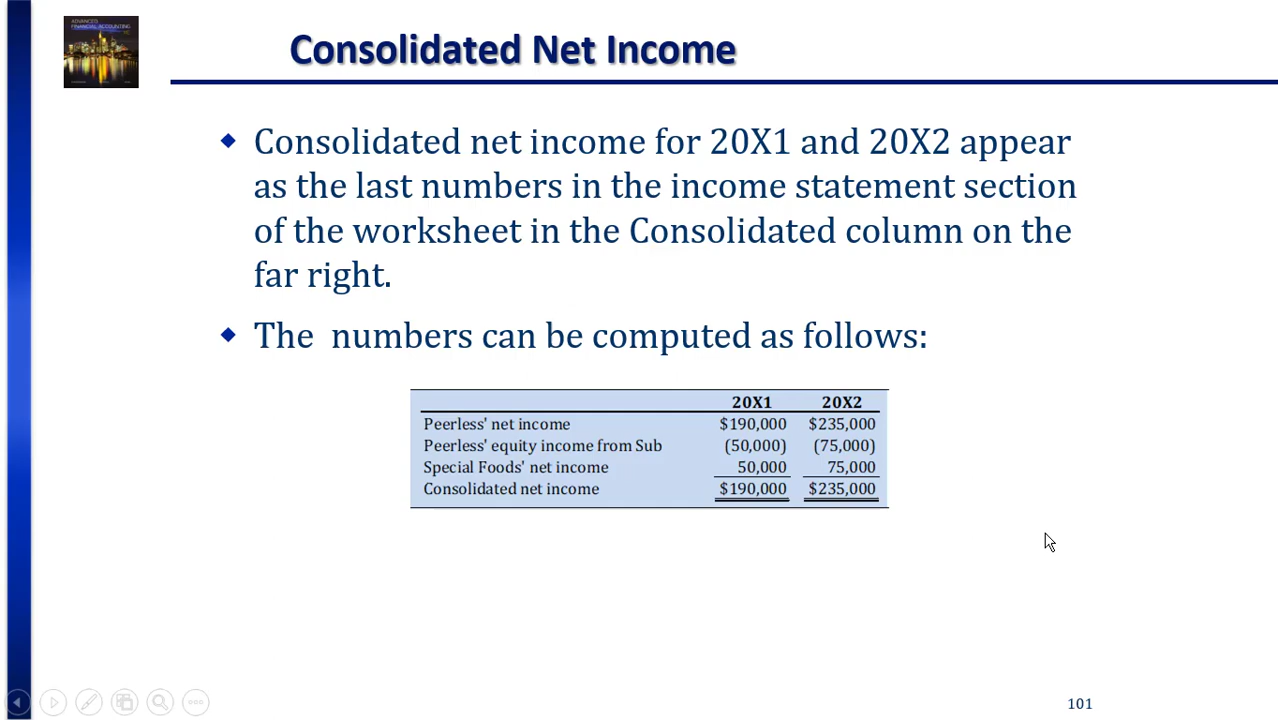 ADVANCED
FINANCIAL ACCOUNTING
Consolidated Net Income
Consolidated net income for 20X1 and 20X2 appear
as the last numbers in the income statement section
of the worksheet in the Consolidated column on the
far right.
The numbers can be computed as follows:
20X1 20X2
Peerless' net income $190,000 $235,000
Peerless' equity income from Sub (50,000) (75,000)
Special Foods' net income 50,000 75,000
Consolidated net income $190,000 $235,000
101